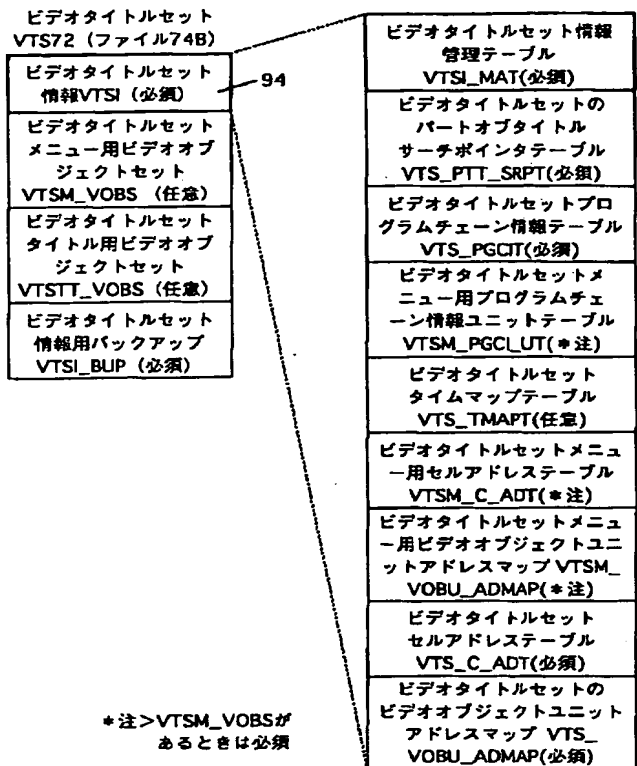 ビデオタイトルセット
VTS72（ファイル74B）
ビデオタイトルセット
情報VTSI（必須）
94
ビデオタイトルセット
メニュー用ビデオオブ
ジェクトセット
VTSM_VOBS（任意）
ビデオタイトルセット
タイトル用ビデオオブ
ジェクトセット
VTSTT_VOBS（任意）
ビデオタイトルセット
情報用バックアップ
VTSI_BUP（必須）
ビデオタイトルセット情報
管理テーブル
VTSI_MAT(必須)
ビデオタイトルセットの
パートオブタイトル
サーチポインタテーブル
VTS_PTT_SRPT(必須)
ビデオタイトルセットプロ
グラムチェーン情報テーブル
VTS_PGCIT(必須)
ビデオタイトルセットメ
ニュー用プログラムチェ
ーン情報ユニットテーブル
VTSM_PGCI_UT(*注)
ビデオタイトルセット
タイムマップテーブル
VTS_TMAPT(任意)
ビデオタイトルセットメニュ
ー用セルアドレステーブル
VTSM_C_ADT(*注)
ビデオタイトルセットメニュ
ー用ビデオオブジェクトユニ
ットアドレスマップ VTSM_
VOBU_ADMAP(*注)
ビデオタイトルセット
セルアドレステーブル
VTS_C_ADT(必須)
ビデオタイトルセットの
ビデオオブジェクトユニット
アドレスマップ VTS_
VOBU_ADMAP(必須)
*注>VTSM_VOBSが
あるときは必須